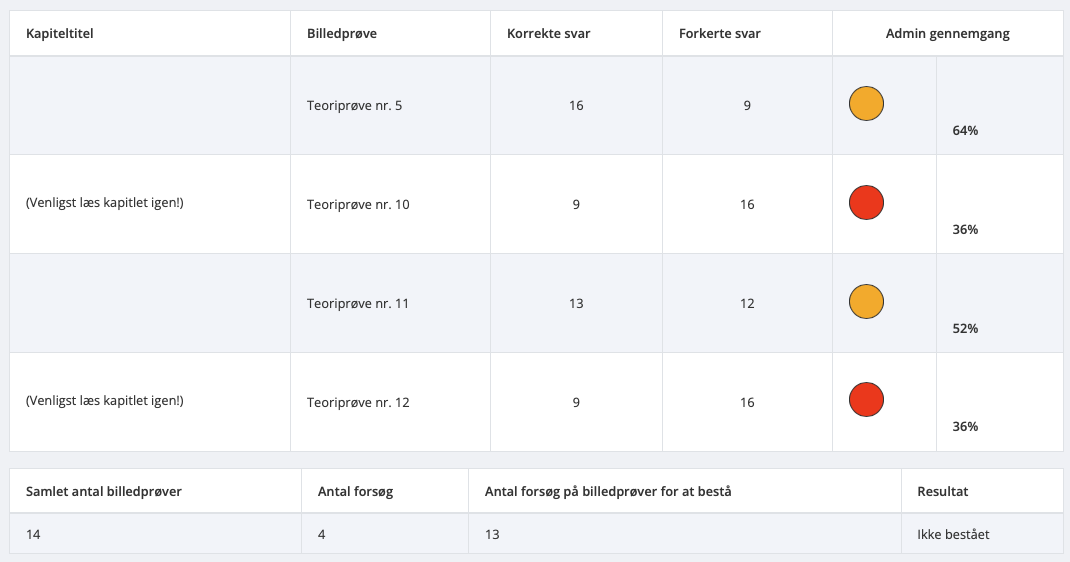 Kapiteltitel Billedprøve Korrekte svar Forkerte svar Admin gennemgang
Teoriprøve nr. 5 16 9 64%
(Venligst læs kapitlet igen!) Teoriprøve nr. 10 9 16 36%
Teoriprøve nr. 11 13 12 52%
(Venligst læs kapitlet igen!) Teoriprøve nr. 12 9 16 36%
Samlet antal billedprøver Antal forsøg Antal forsøg på billedprøver for at bestå Resultat
14 4 13 Ikke bestået